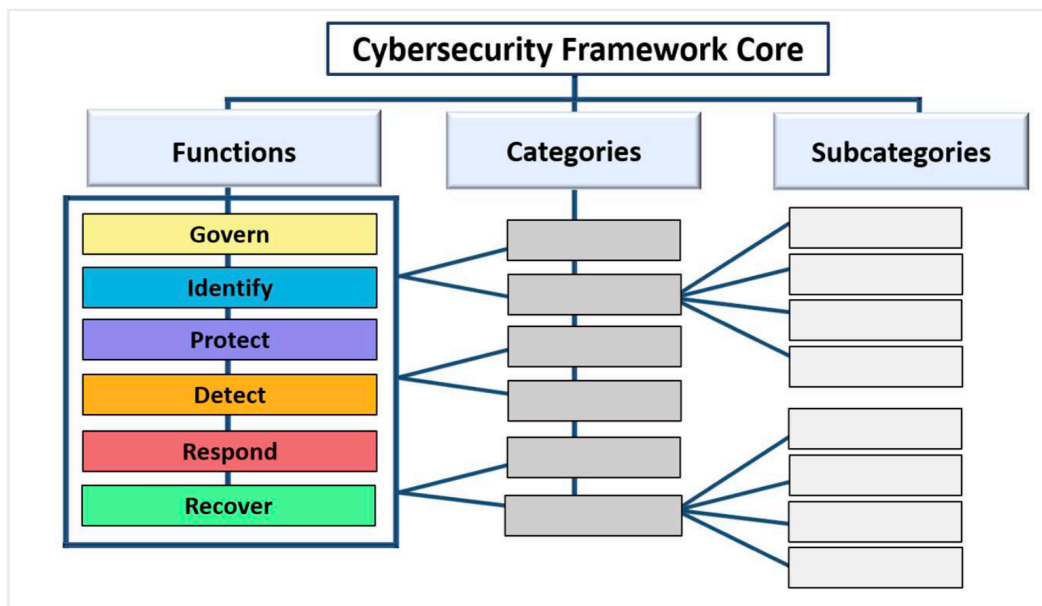 Cybersecurity Framework Core
Functions
Categories
Subcategories
Govern
Identify
Protect
Detect
Respond
Recover